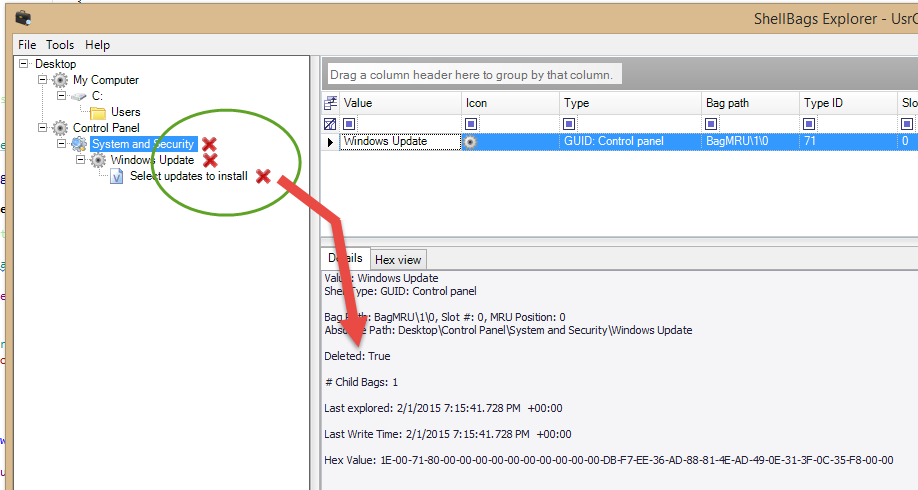 ShellBags Explorer - UsrC
File Tools Help
Desktop
My Computer
C:
Users
Control Panel
System and Security
Windows Update
Select updates to install
Drag a column header here to group by that column.
Value Icon Type Bag path Type ID Slo
Windows Update GUID: Control panel BagMRU\1\0 71 0
Details Hex view
Value: Windows Update
Shell Type: GUID: Control panel
Bag Path: BagMRU\1\0, Slot #: 0, MRU Position: 0
Absolute Path: Desktop\Control Panel\System and Security\Windows Update
Deleted: True
# Child Bags: 1
Last explored: 2/1/2015 7:15:41.728 PM +00:00
Last Write Time: 2/1/2015 7:15:41.728 PM +00:00
Hex Value: 1E-00-71-80-00-00-00-00-00-00-00-00-00-00-DB-F7-EE-36-AD-88-81-4E-AD-49-0E-31-3F-0C-35-F8-00-00